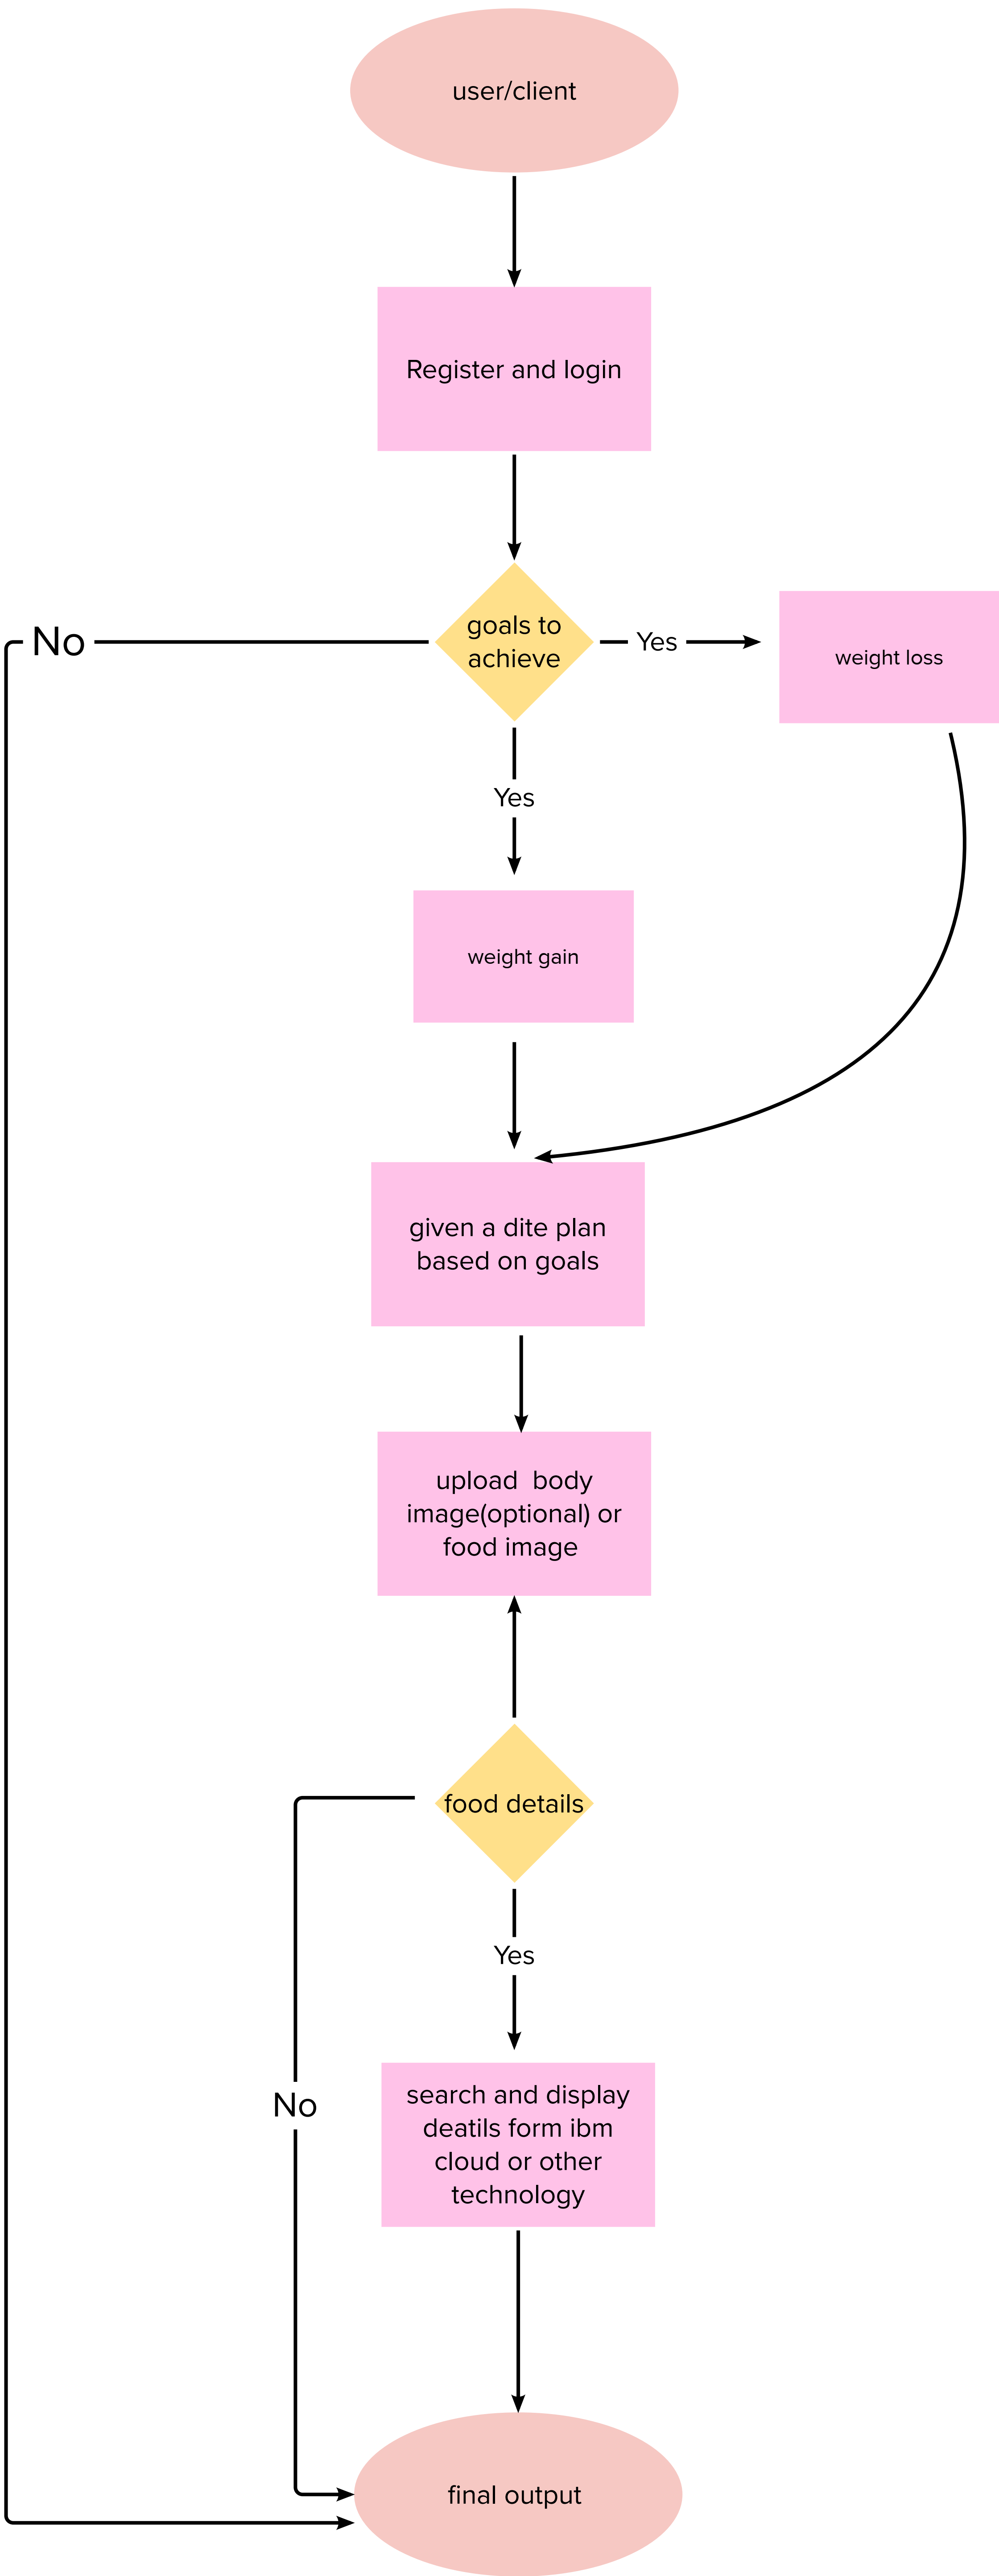 user/client
Register and login
goals to
achieve
No
Yes
weight loss
Yes
weight gain
given a dite plan
based on goals
upload  body
image(optional) or
food image
food details
Yes
No
search and display
deatils form ibm
cloud or other
technology
final output